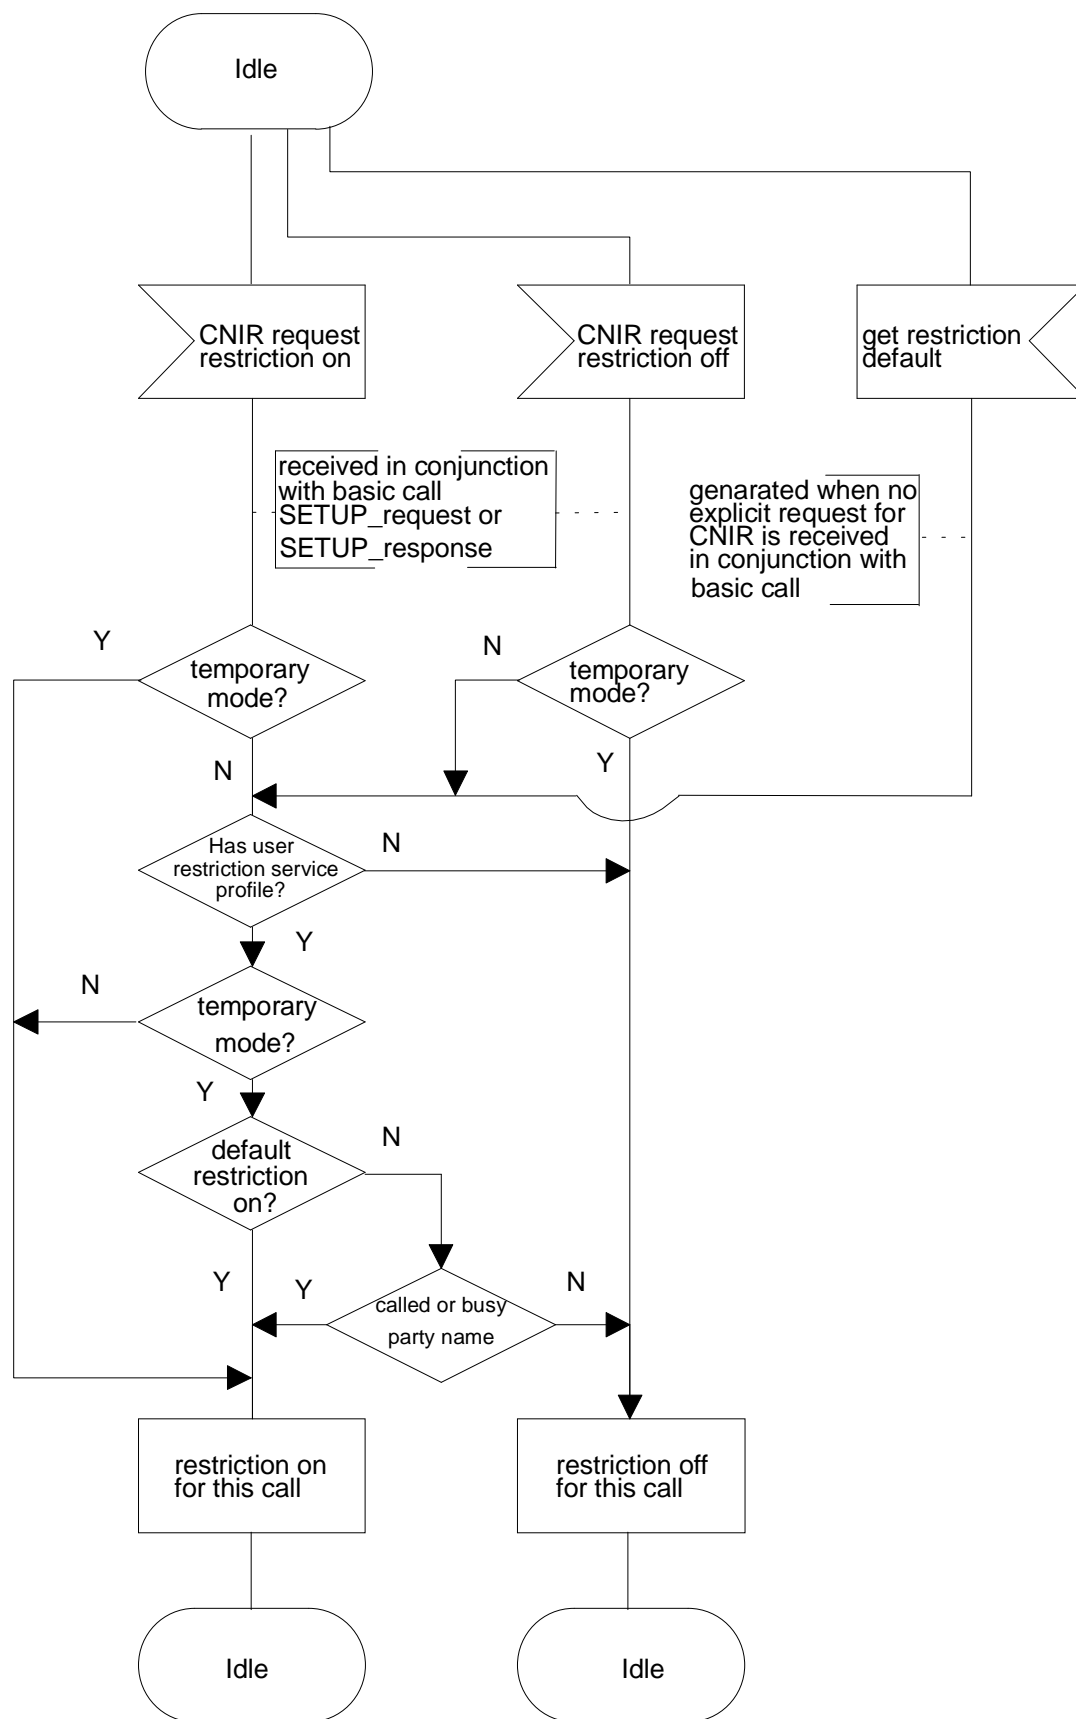 Idle
CNIR request
restriction on
CNIR request
restriction off
get restriction
default
received in conjunction
with basic call
SETUP_request or
SETUP_response
genarated when no
explicit request for
CNIR is received
in conjunction with
basic call
Y
temporary
mode?
N
temporary
mode?
N
Y
Has user
restriction service
profile?
N
Y
N
temporary
mode?
Y
default
restriction
on?
N
Y
Y
called or busy
party name
N
restriction on
for this call
restriction off
for this call
Idle
Idle